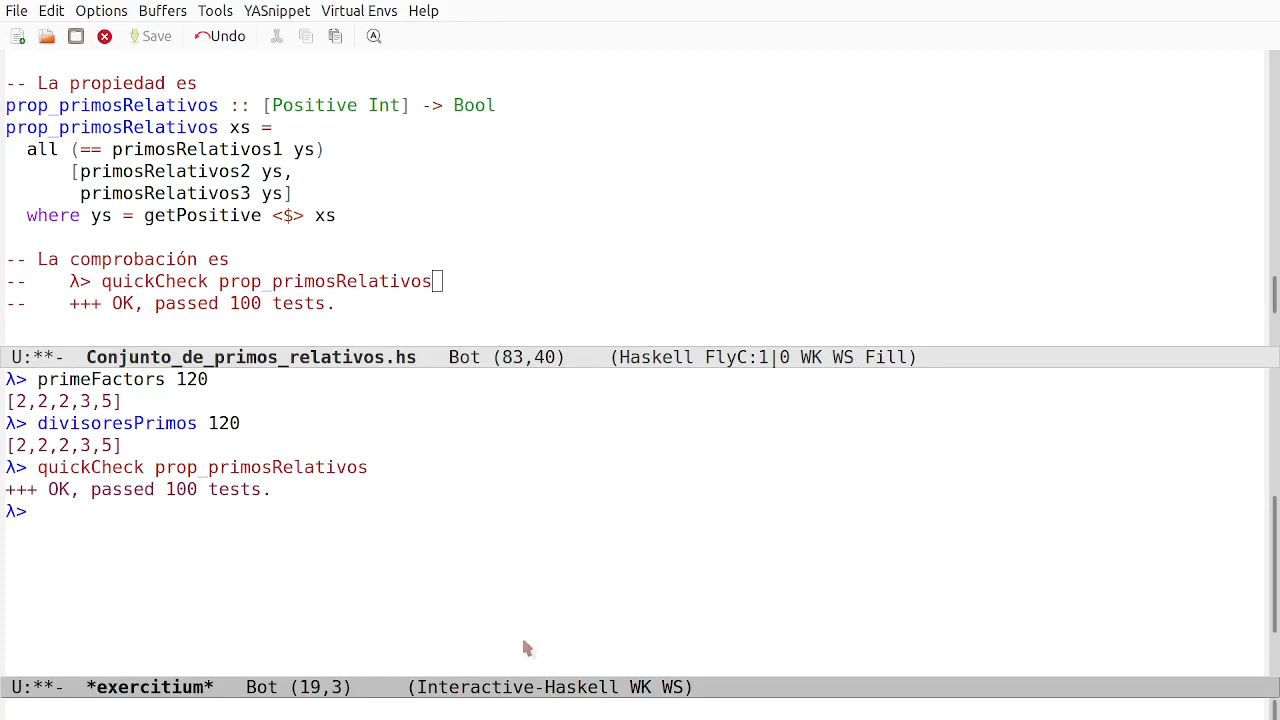 File Edit Options Buffers Tools YASnippet Virtual Envs Help
Save Undo
-- La propiedad es
prop_primosRelativos :: [Positive Int] -> Bool
prop_primosRelativos xs =
  all (== primosRelativos1 ys)
      [primosRelativos2 ys,
       primosRelativos3 ys]
  where ys = getPositive <$> xs
-- La comprobación es
--    λ> quickCheck prop_primosRelativos
--    +++ OK, passed 100 tests.
U:**-  Conjunto_de_primos_relativos.hs   Bot (83,40)    (Haskell FlyC:1|0 WK WS Fill)
λ> primeFactors 120
[2,2,2,3,5]
λ> divisoresPrimos 120
[2,2,2,3,5]
λ> quickCheck prop_primosRelativos
+++ OK, passed 100 tests.
λ>
U:**-  *exercitium*   Bot (19,3)     (Interactive-Haskell WK WS)